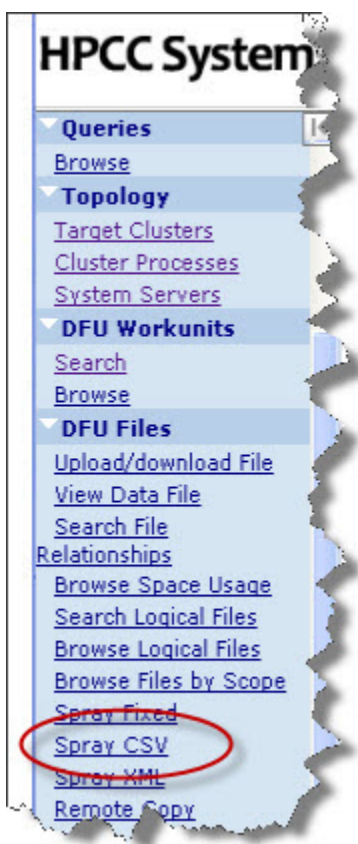 HPCC System
Queries
Browse
Topology
Target Clusters
Cluster Processes
System Servers
DFU Workunits
Search
Browse
DFU Files
Upload/download File
View Data File
Search File
Relationships
Browse Space Usage
Search Logical Files
Browse Logical Files
Browse Files by Scope
Spray Fixed
Spray CSV
Spray XML
Remote Copy